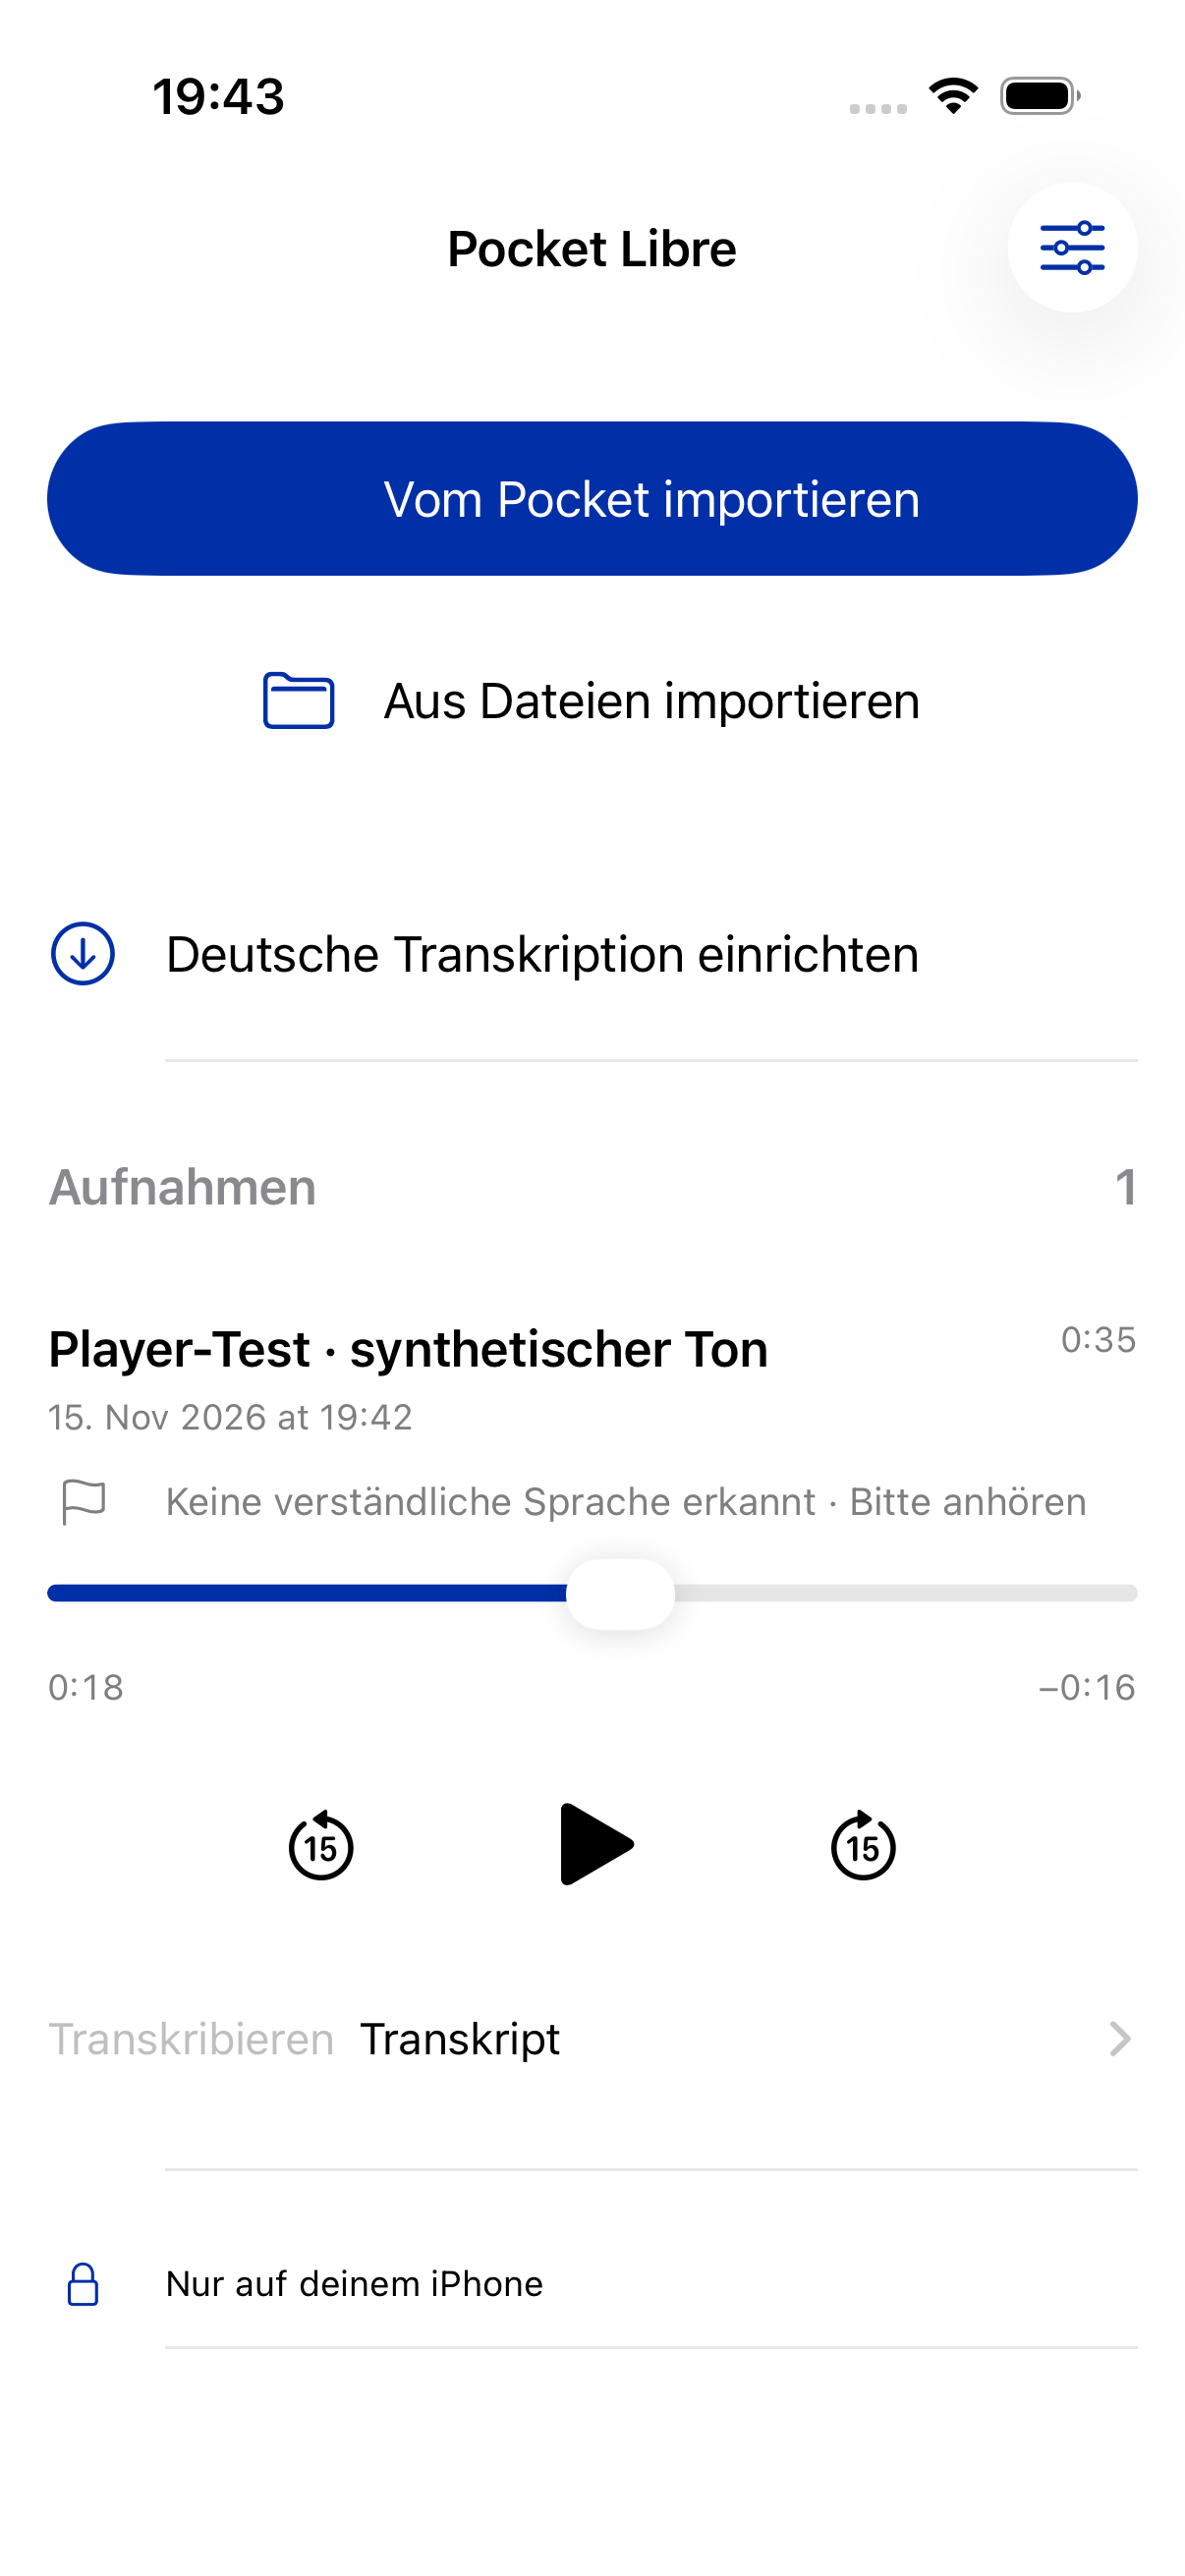 19:43
Pocket Libre
Vom Pocket importieren
Aus Dateien importieren
Deutsche Transkription einrichten
Aufnahmen 1
Player-Test · synthetischer Ton 0:35
15. Nov 2026 at 19:42
Keine verständliche Sprache erkannt · Bitte anhören
0:18 –0:16
15 15
Transkribieren Transkript
Nur auf deinem iPhone